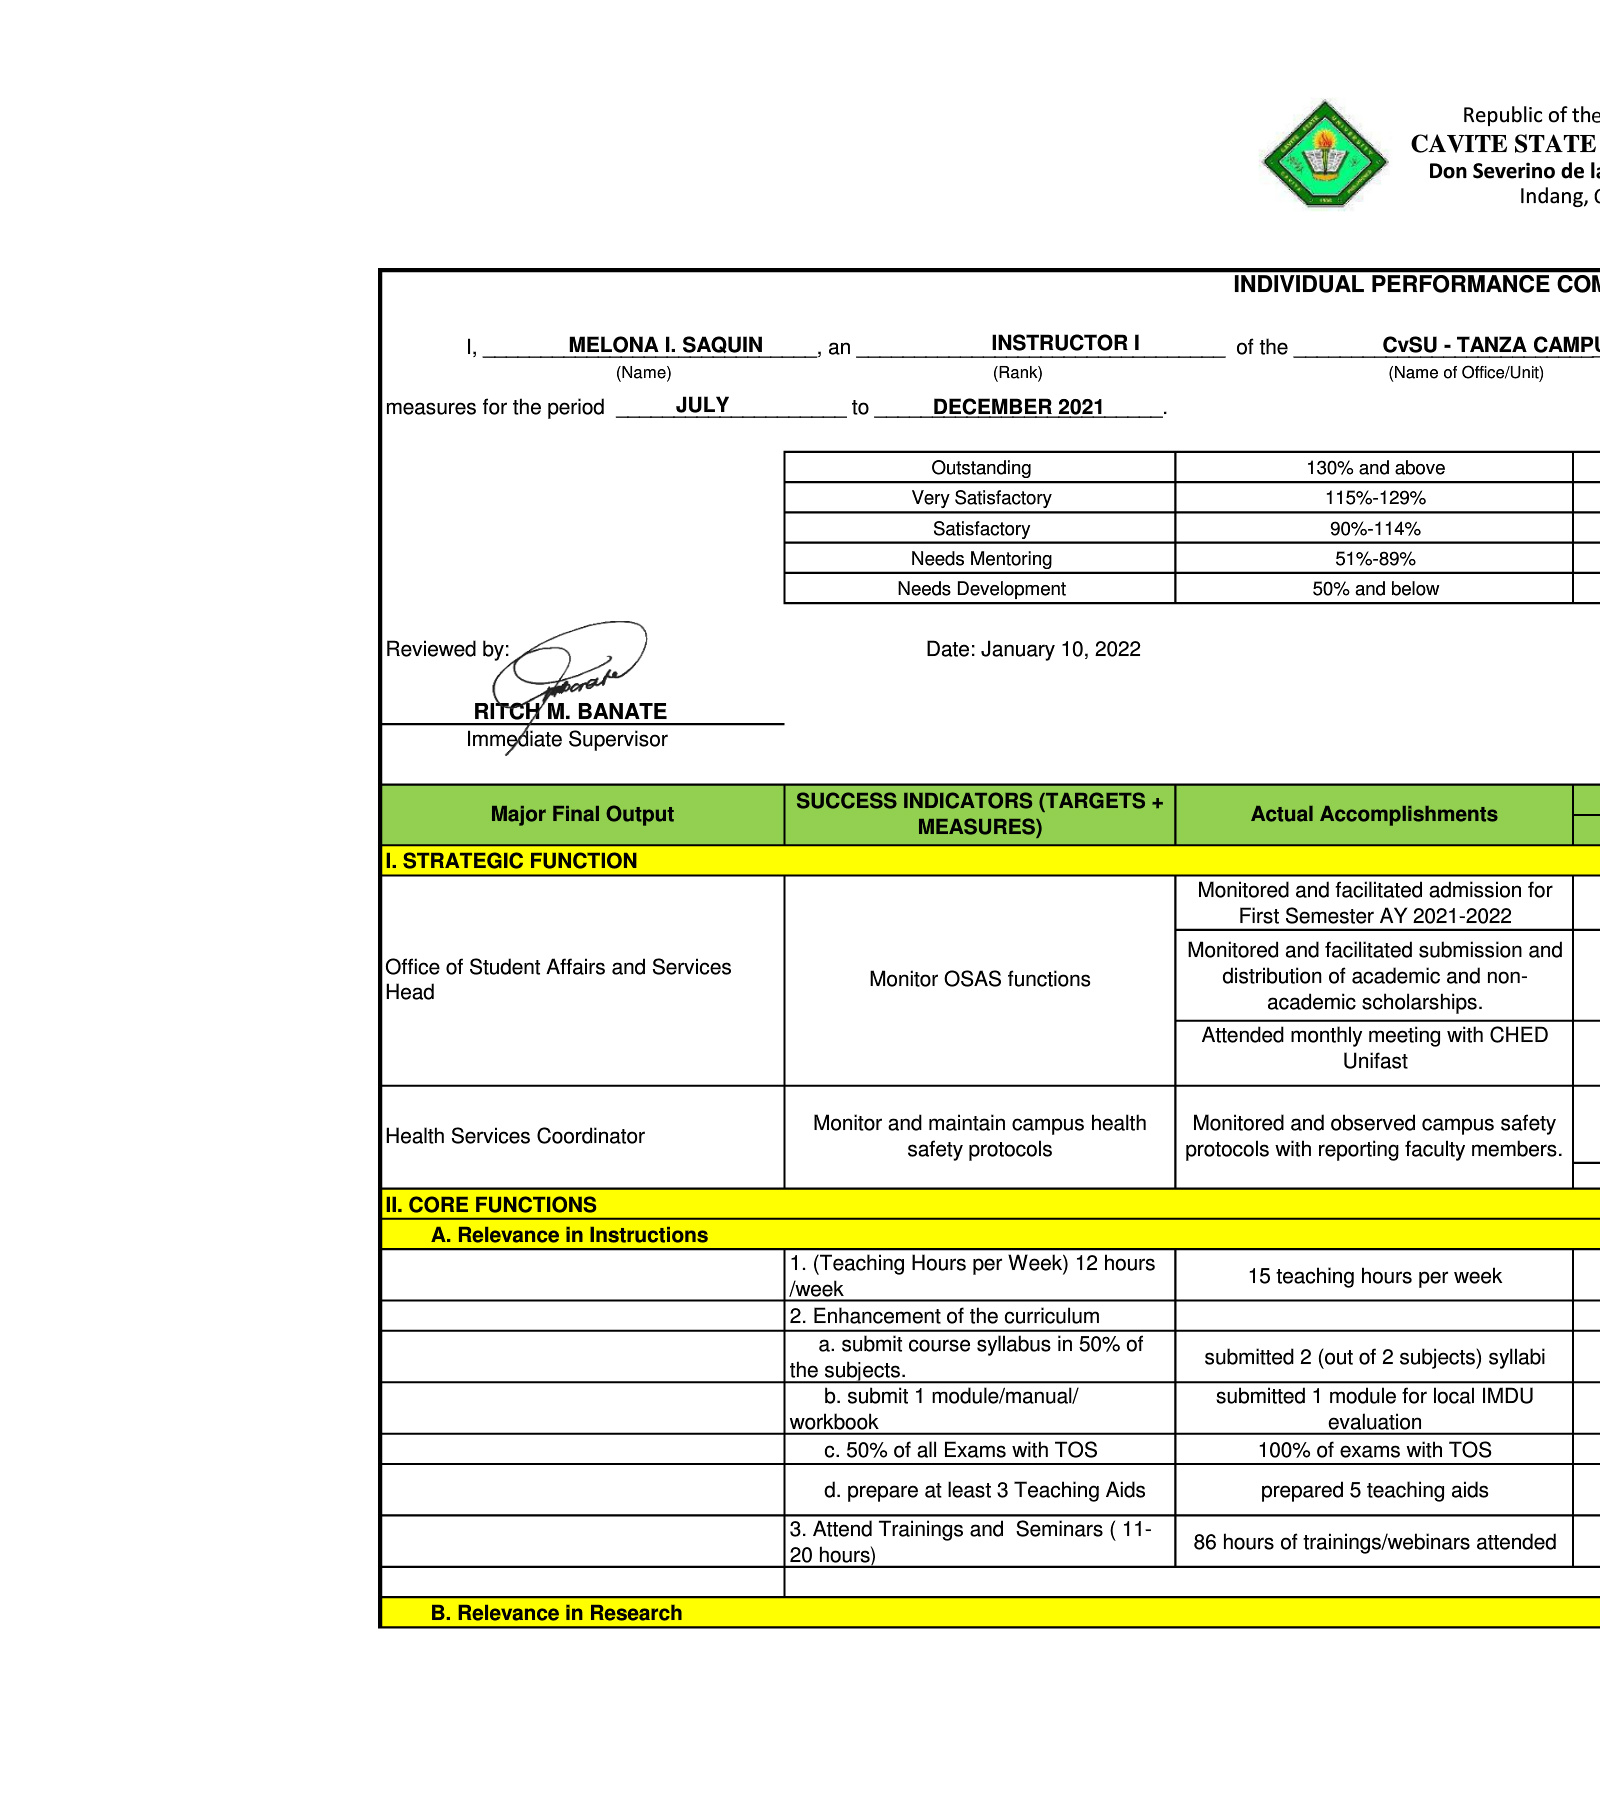 Republic of the
CAVITE STATE
Don Severino de la
Indang, C
INDIVIDUAL PERFORMANCE COM
I, MELONA I. SAQUIN, an INSTRUCTOR I of the CvSU - TANZA CAMPU
(Name) (Rank) (Name of Office/Unit)
measures for the period JULY to DECEMBER 2021.
Outstanding 130% and above
Very Satisfactory 115%-129%
Satisfactory 90%-114%
Needs Mentoring 51%-89%
Needs Development 50% and below
Reviewed by: Date: January 10, 2022
RITCH M. BANATE
Immediate Supervisor
Major Final Output
SUCCESS INDICATORS (TARGETS +
MEASURES)
Actual Accomplishments
I. STRATEGIC FUNCTION
Office of Student Affairs and Services
Head
Monitor OSAS functions
Monitored and facilitated admission for
First Semester AY 2021-2022
Monitored and facilitated submission and
distribution of academic and non-
academic scholarships.
Attended monthly meeting with CHED
Unifast
Health Services Coordinator
Monitor and maintain campus health
safety protocols
Monitored and observed campus safety
protocols with reporting faculty members.
II. CORE FUNCTIONS
A. Relevance in Instructions
1. (Teaching Hours per Week) 12 hours
/week
15 teaching hours per week
2. Enhancement of the curriculum
a. submit course syllabus in 50% of
the subjects.
submitted 2 (out of 2 subjects) syllabi
b. submit 1 module/manual/
workbook
submitted 1 module for local IMDU
evaluation
c. 50% of all Exams with TOS
100% of exams with TOS
d. prepare at least 3 Teaching Aids
prepared 5 teaching aids
3. Attend Trainings and  Seminars ( 11-
20 hours)
86 hours of trainings/webinars attended
B. Relevance in Research